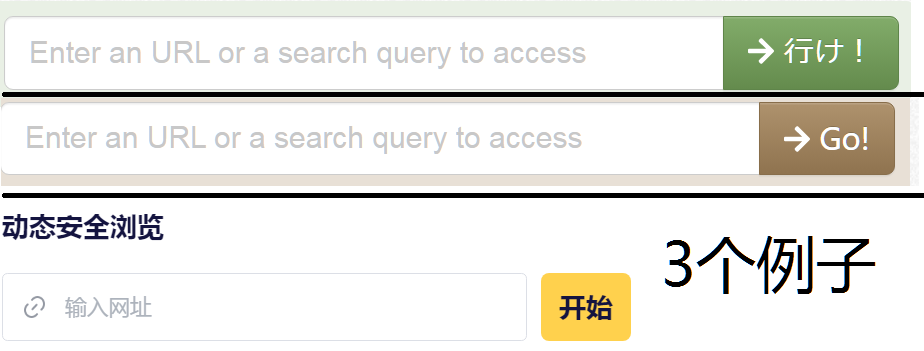 Enter an URL or a search query to access → 行け！
Enter an URL or a search query to access → Go!
动态安全浏览
3个例子
输入网址 开始